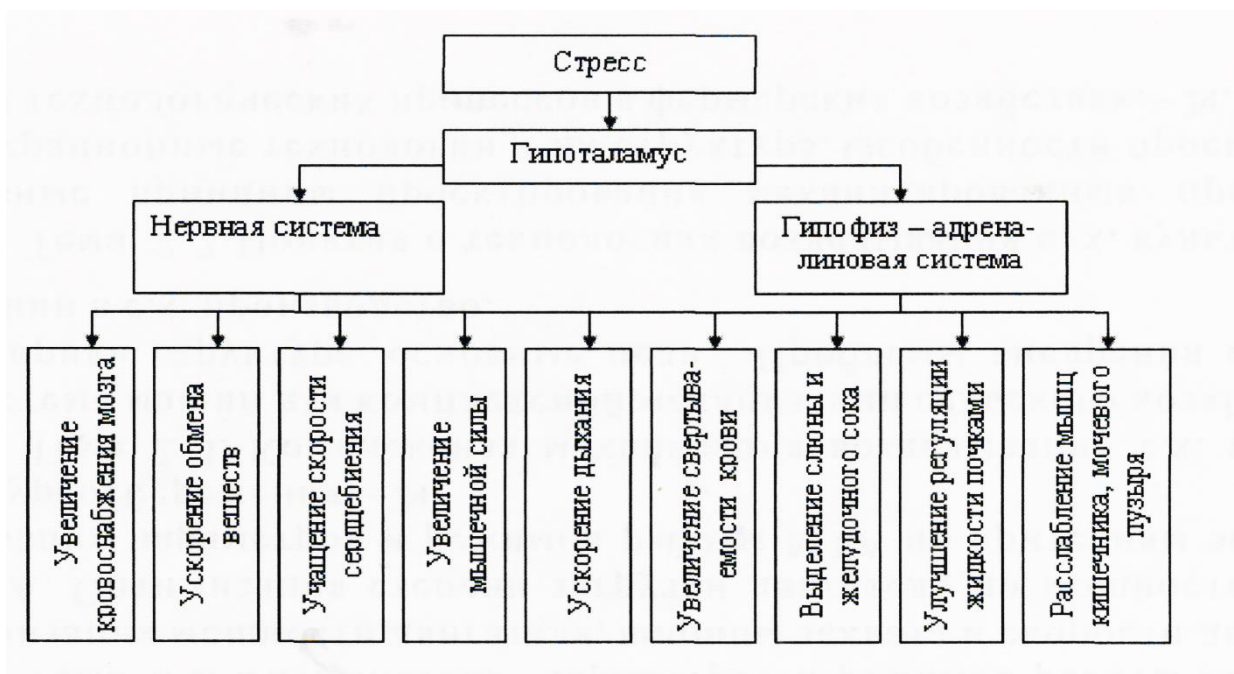 Стресс
Гипоталамус
Нервная система
Гипофиз – адрена-
линовая система
Увеличение
кровоснабжения мозга
Ускорение обмена
веществ
Учащение скорости
сердцебиения
Увеличение
мышечной силы
Ускорение дыхания
Увеличение свертыва-
емости крови
Выделение слюны и
желудочного сока
Улушшение регуляции
жидкости почками
Расслабление мышц
кишечника, мочевого
пузыря